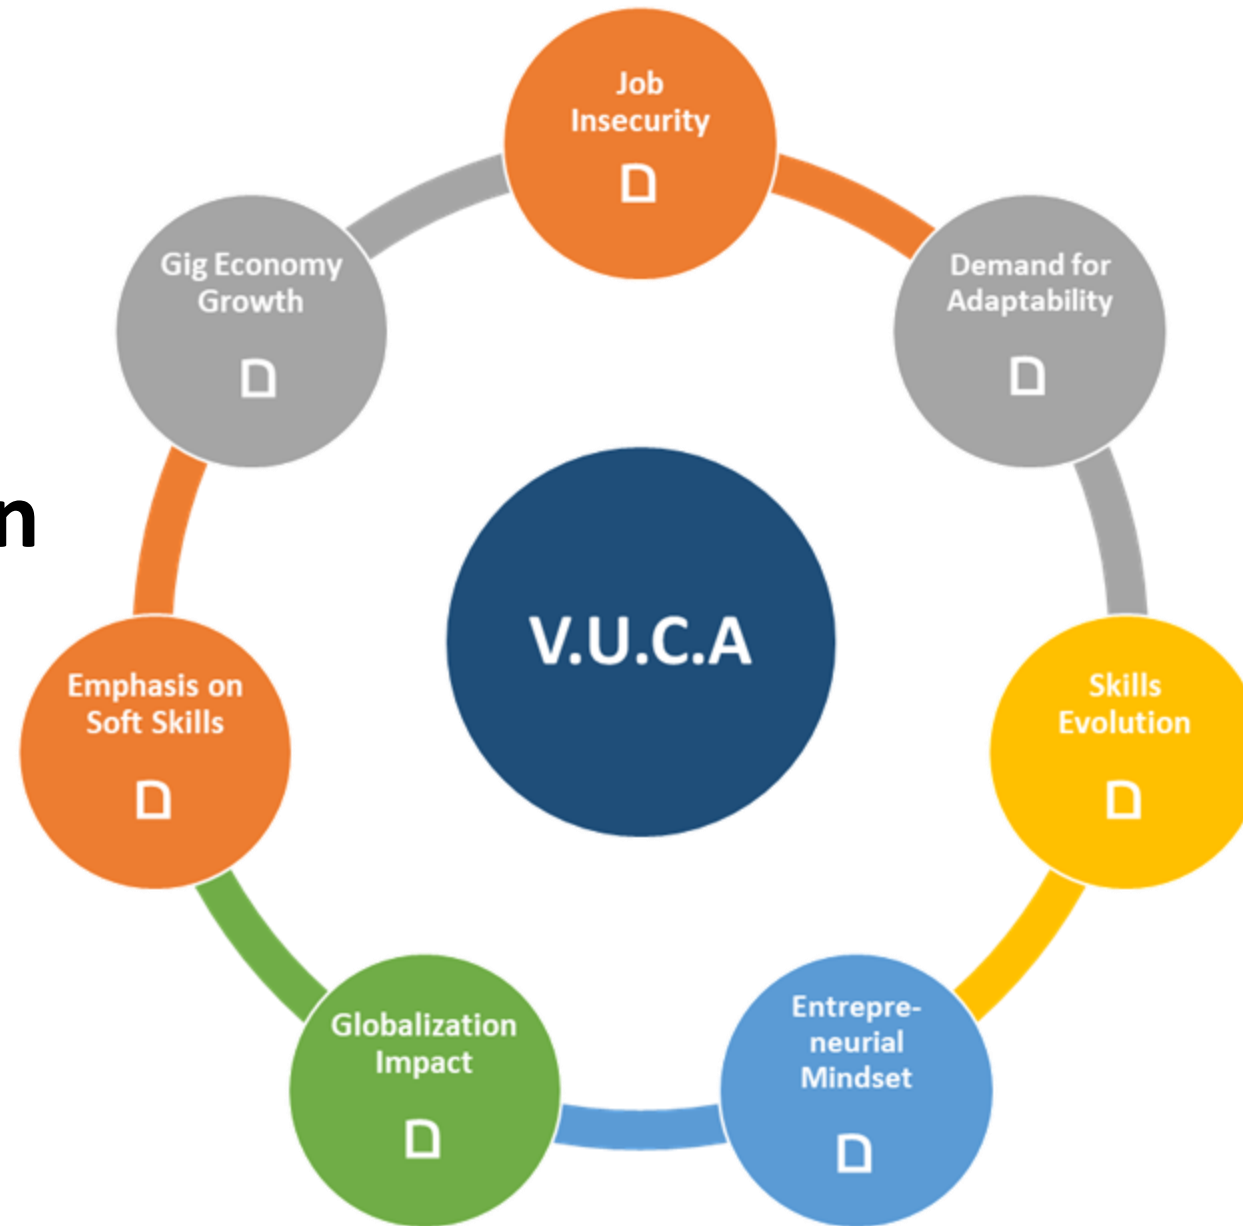 Job
Insecurity
ם
Demand for
Adaptability
ם
Skills
Evolution
ם
Entrepre-
neurial
Mindset
ם
Globalization
Impact
ם
Emphasis on
Soft Skills
ם
Gig Economy
Growth
ם
V.U.C.A
n